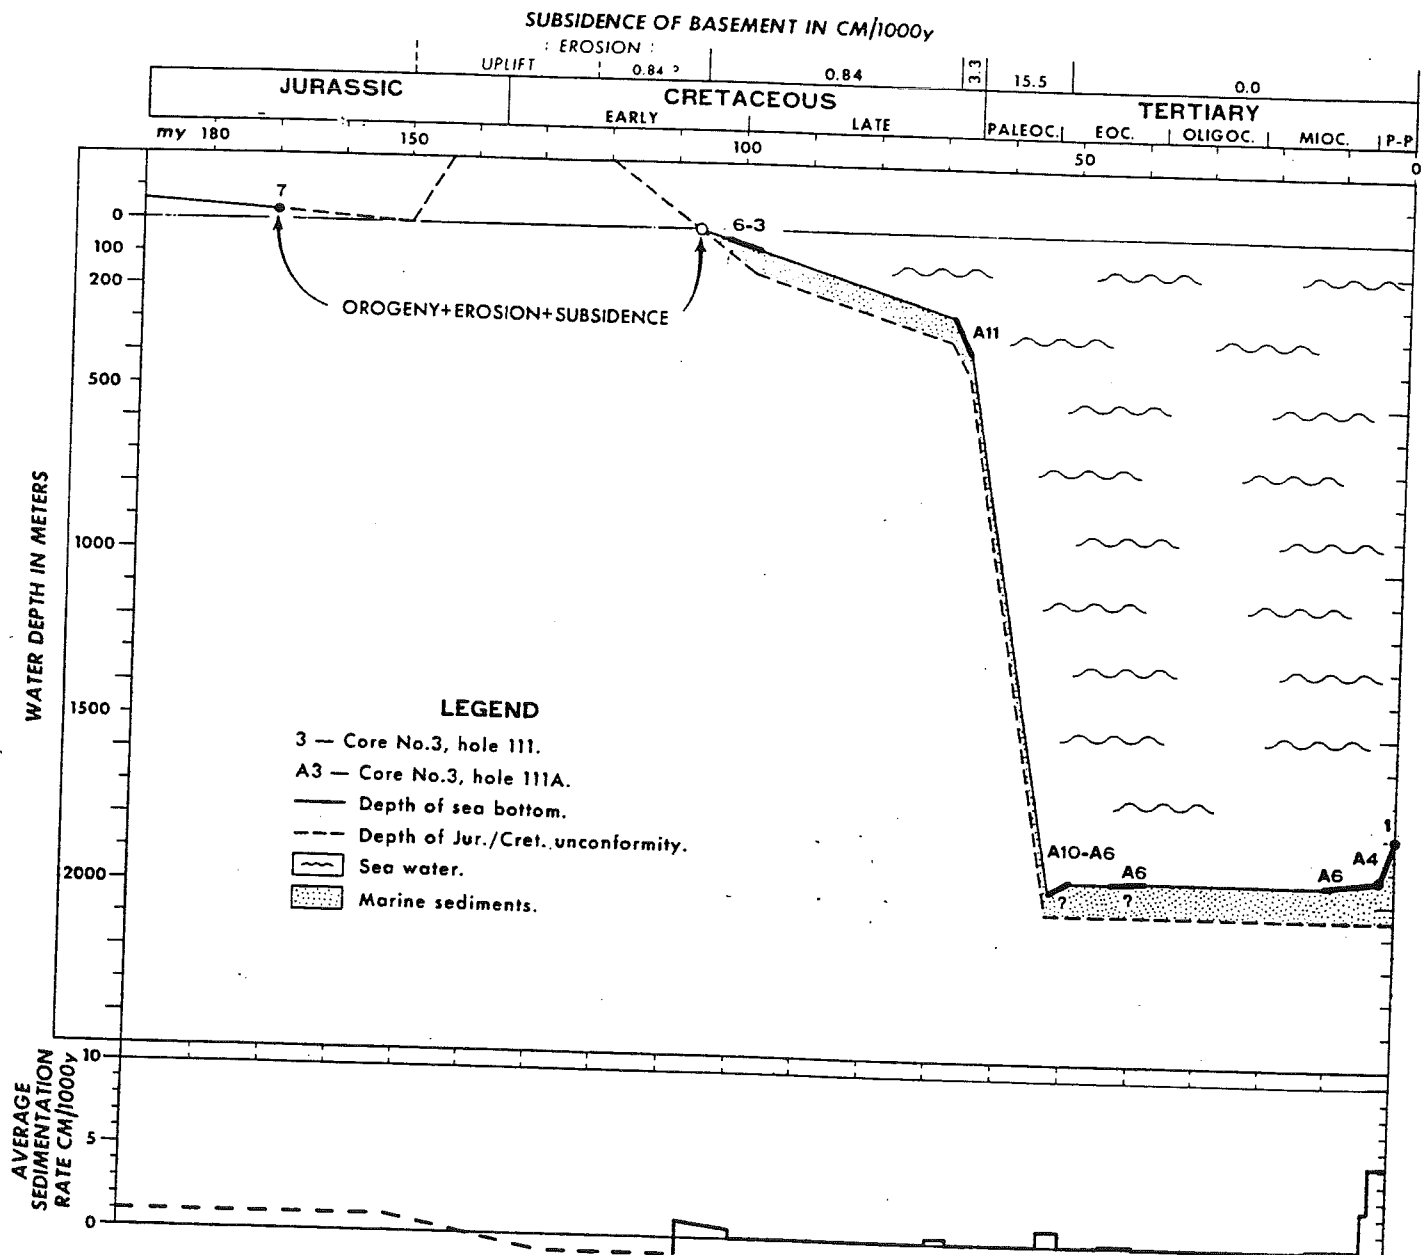 SUBSIDENCE OF BASEMENT IN CM/1000y
: EROSION :
UPLIFT 0.84 ? 0.84 3.3 15.5 0.0
JURASSIC CRETACEOUS TERTIARY
EARLY LATE PALEOC. EOC. OLIGOC. MIOC. P-P
my 180 150 100 50 0
7
0
6-3
100
200
OROGENY+EROSION+SUBSIDENCE
A11
500
WATER DEPTH IN METERS
1000
1500
LEGEND
3 — Core No.3, hole 111.
A3 — Core No.3, hole 111A.
Depth of sea bottom.
Depth of Jur./Cret. unconformity.
Sea water.
Marine sediments.
1
A10-A6 A6 A6 A4
2000
? ?
AVERAGE
SEDIMENTATION
RATE CM/1000y
10
5
0